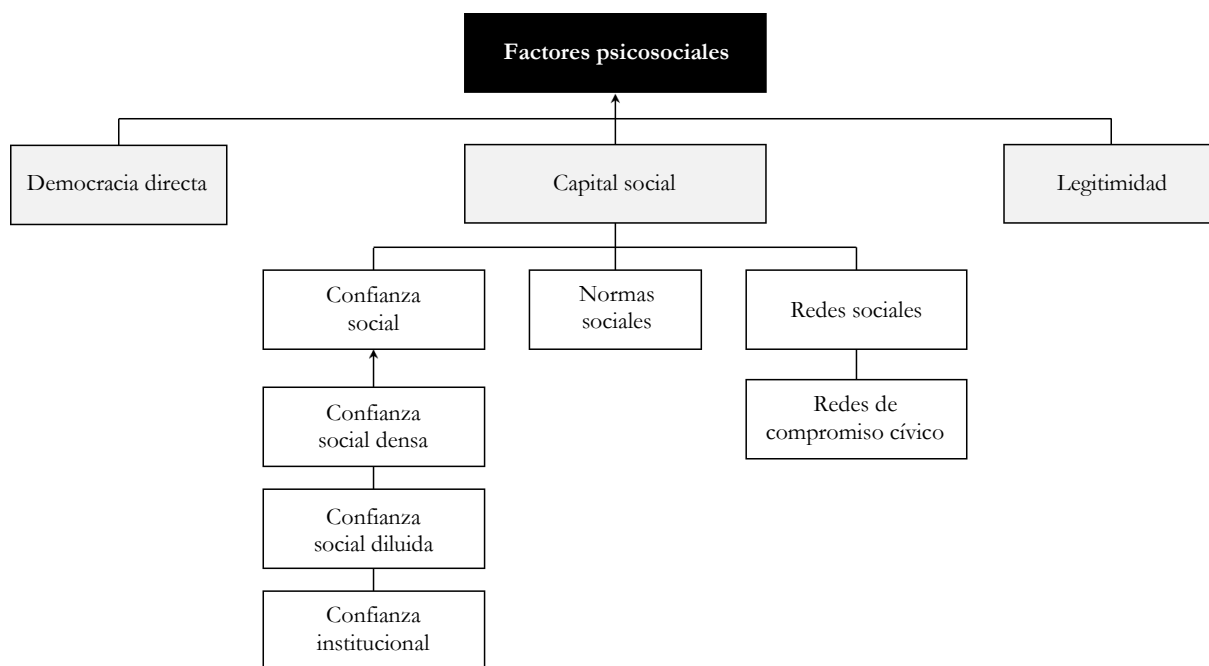 Factores psicosociales
Democracia directa
Capital social
Legitimidad
Confianza
social
Normas
sociales
Redes sociales
Confianza
social densa
Redes de
compromiso cívico
Confianza
social diluida
Confianza
institucional